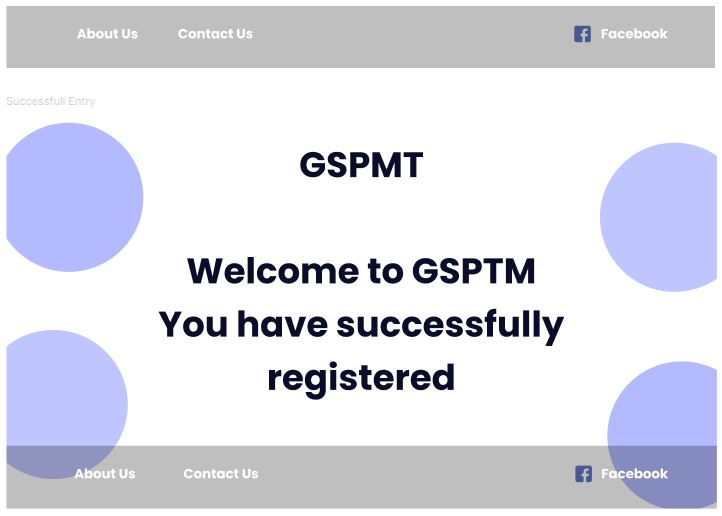 About Us Contact Us Facebook
Successfull Entry
GSPMT
Welcome to GSPTM
You have successfully
registered
About Us Contact Us Facebook